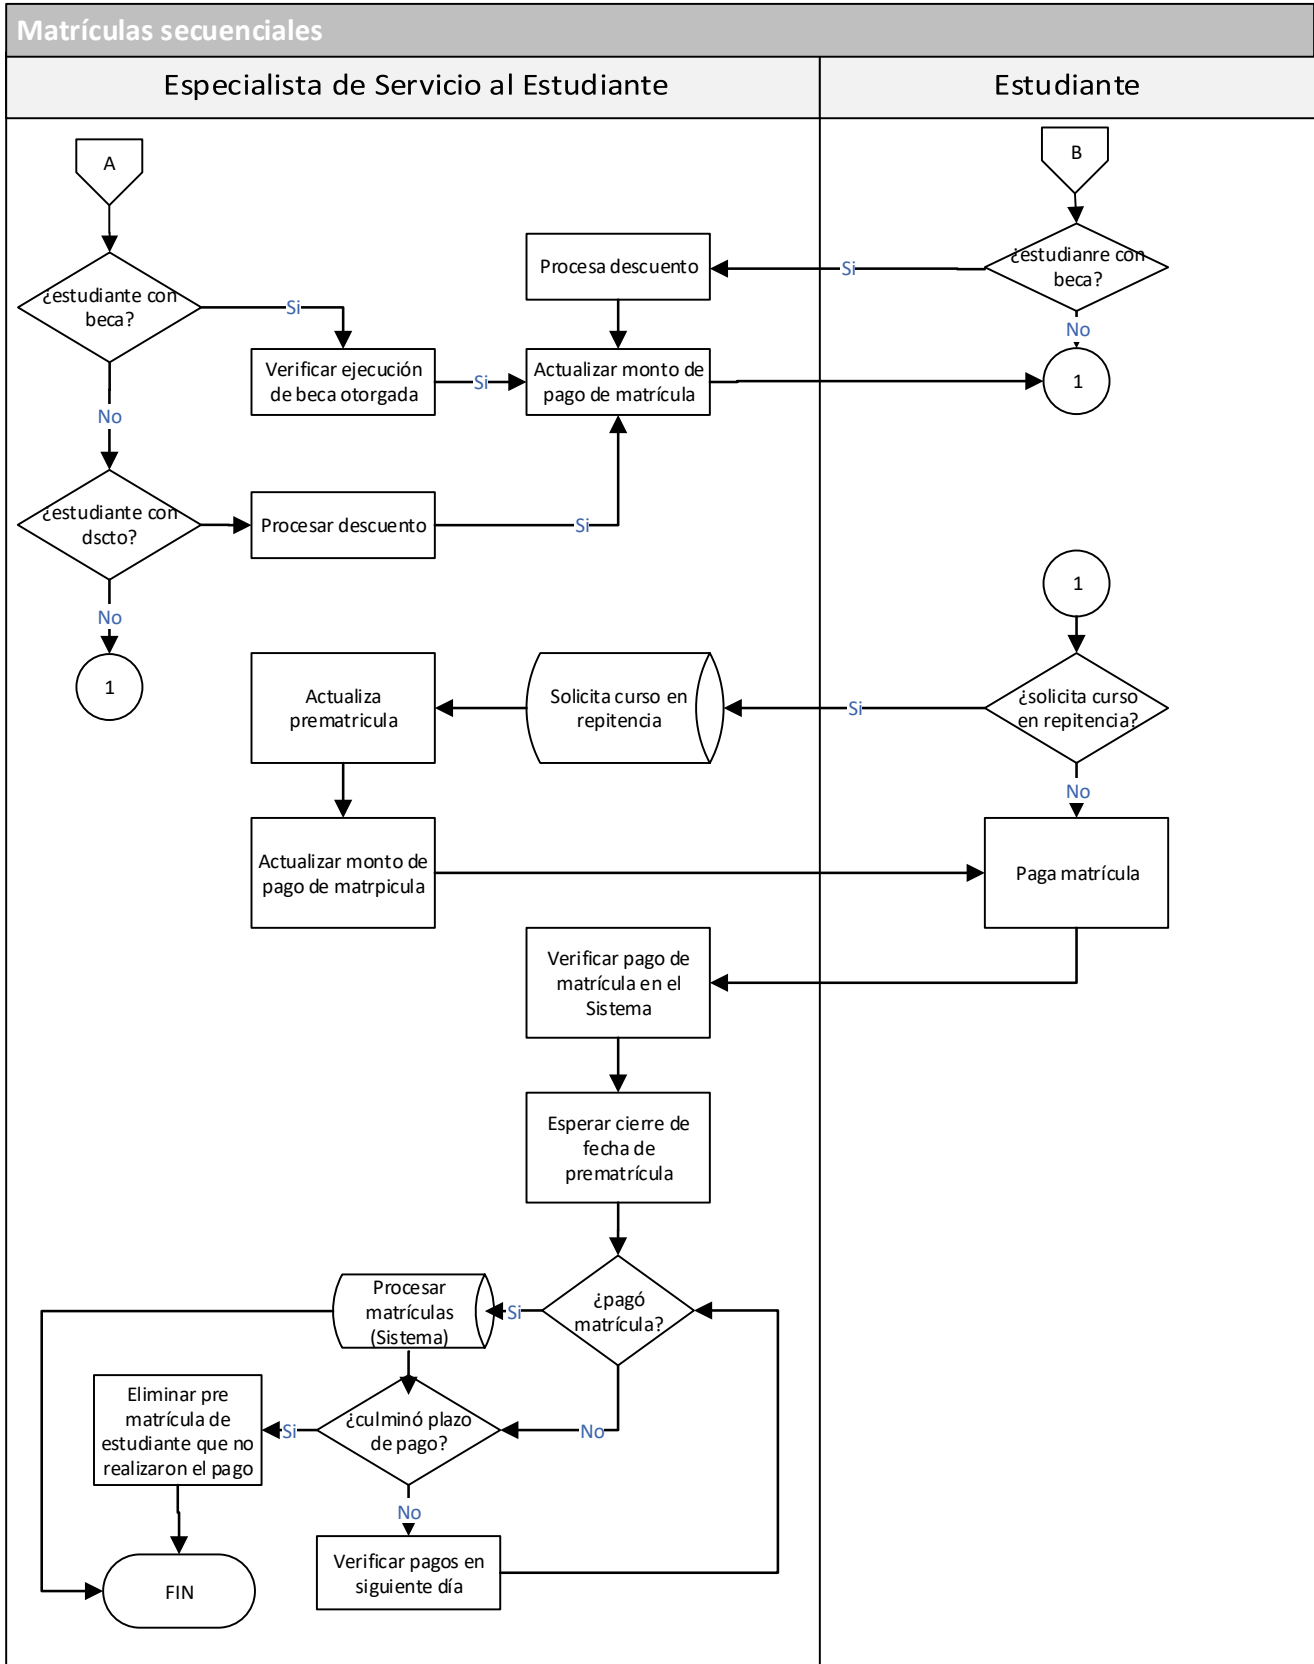 Matrículas secuenciales
Especialista de Servicio al Estudiante
Estudiante
A
B
¿estudiante con
beca?
Si
Procesa descuento
Si
¿estudianre con
beca?
No
Verificar ejecución
de beca otorgada
Si
Actualizar monto de
pago de matrícula
1
No
¿estudiante con
dscto?
Procesar descuento
Si
No
1
1
Actualiza
prematricula
Solicita curso en
repitencia
Si
¿solicita curso
en repitencia?
No
Actualizar monto de
pago de matrpicula
Paga matrícula
Verificar pago de
matrícula en el
Sistema
Esperar cierre de
fecha de
prematrícula
Procesar
matrículas
(Sistema)
Si
¿pagó
matrícula?
Eliminar pre
matrícula de
estudiante que no
realizaron el pago
Si
¿culminó plazo
de pago?
No
No
Verificar pagos en
siguiente día
FIN